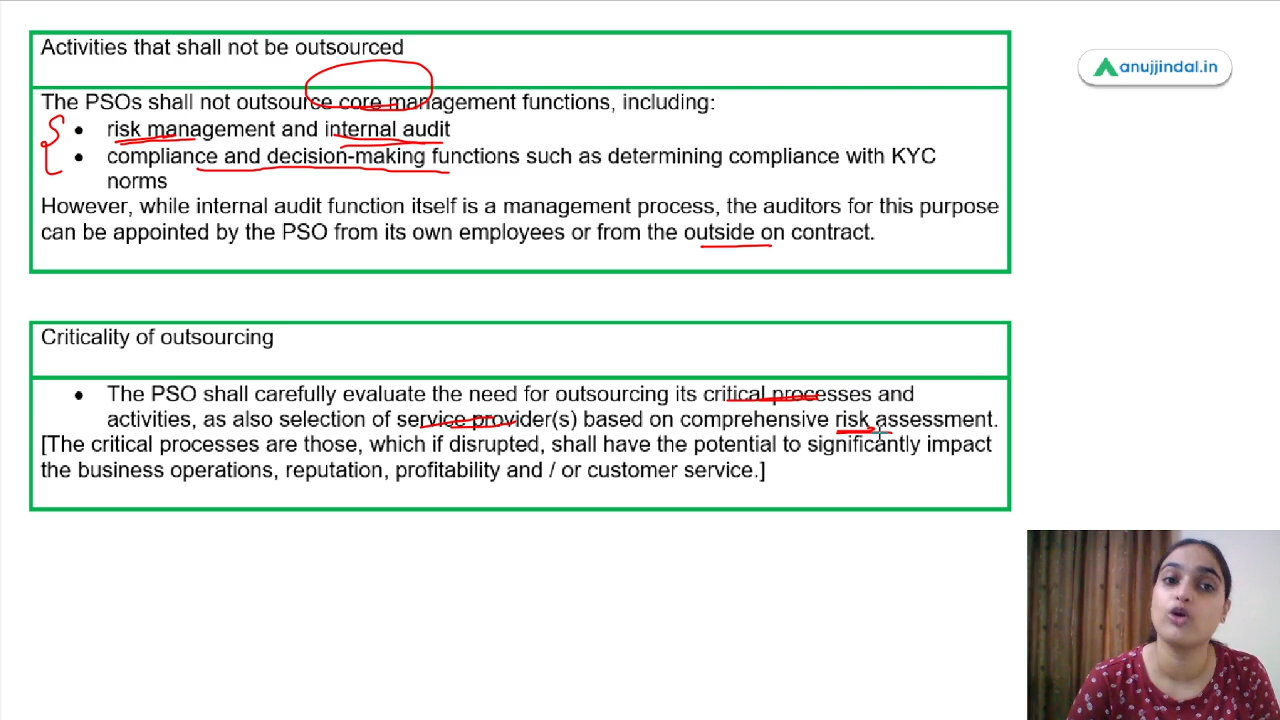 Activities that shall not be outsourced
anujjindal.in
The PSOs shall not outsource core management functions, including:
• risk management and internal audit
• compliance and decision-making functions such as determining compliance with KYC
norms
However, while internal audit function itself is a management process, the auditors for this purpose
can be appointed by the PSO from its own employees or from the outside on contract.
Criticality of outsourcing
• The PSO shall carefully evaluate the need for outsourcing its critical processes and
activities, as also selection of service provider(s) based on comprehensive risk assessment.
[The critical processes are those, which if disrupted, shall have the potential to significantly impact
the business operations, reputation, profitability and / or customer service.]